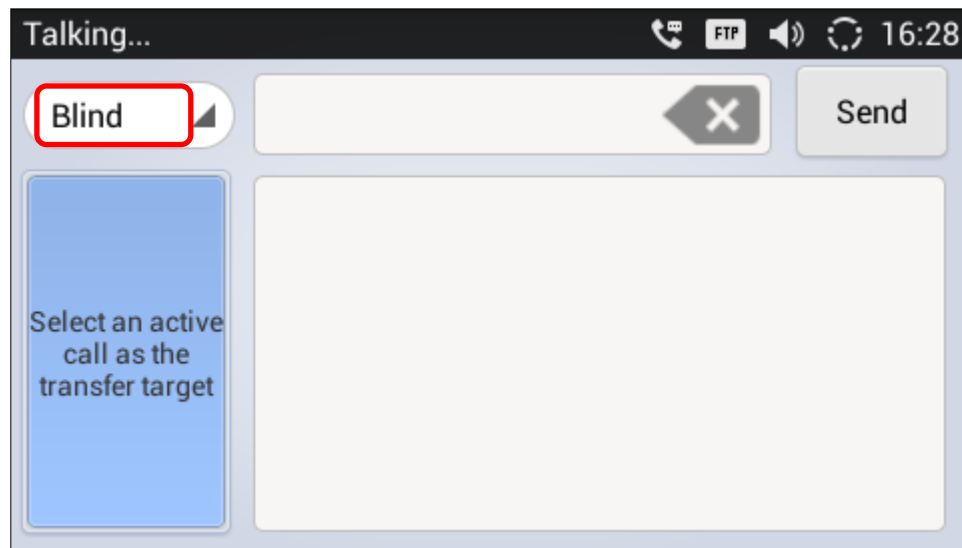 Talking...
FTP
16:28
Blind
Send
Select an active
call as the
transfer target